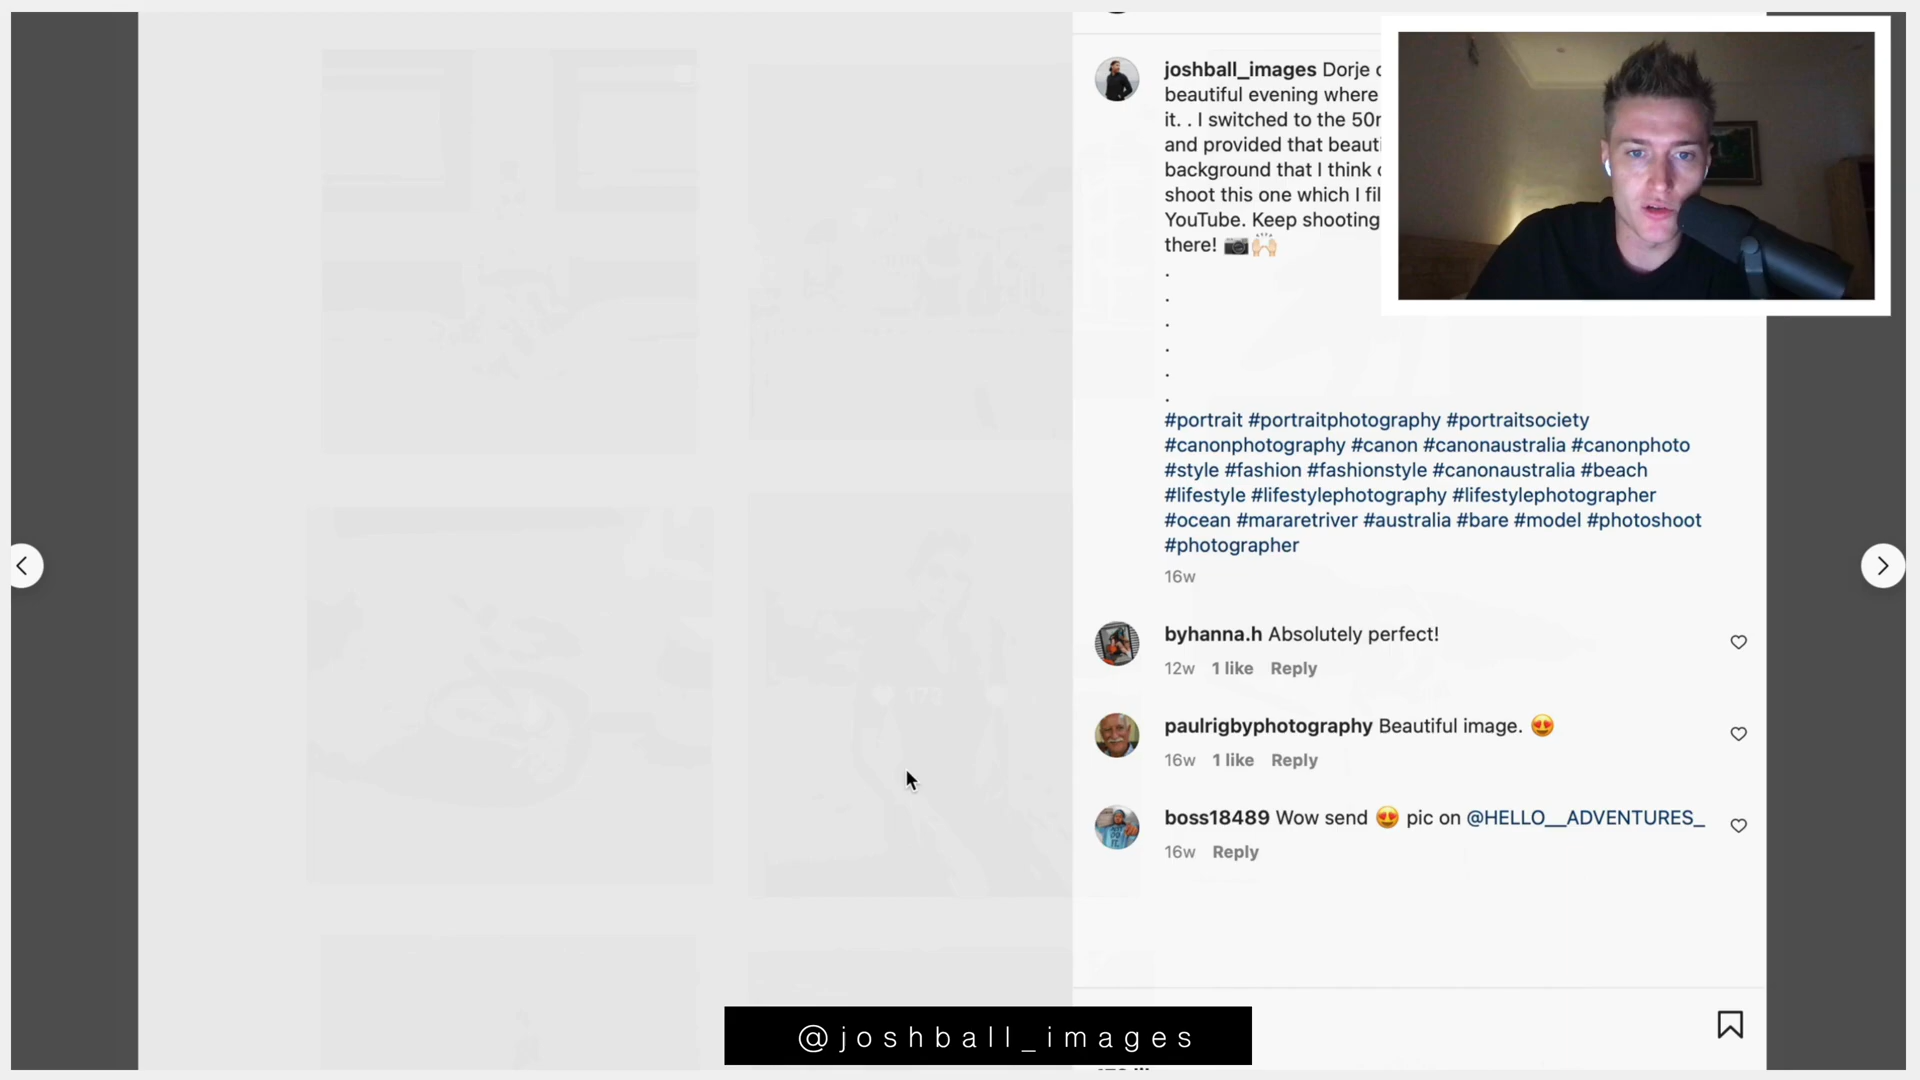 joshball_images Dorje
beautiful evening where
it. . I switched to the
and provided that
background that I think
shoot this one which I
YouTube. Keep shooting
there! 📷🙌🏻
.
.
.
.
.
.
#portrait #portraitphotography #portraitsociety
#canonphotography #canon #canonaustralia #canonphoto
#style #fashion #fashionstyle #canonaustralia #beach
#lifestyle #lifestylephotography #lifestylephotographer
#ocean #mararetriver #australia #bare #model #photoshoot
#photographer
16w
byhanna.h Absolutely perfect!
12w 1 like Reply
paulrigbyphotography Beautiful image. 😍
16w 1 like Reply
boss18489 Wow send 😍 pic on @HELLO__ADVENTURES_
16w Reply
173
@joshball_images